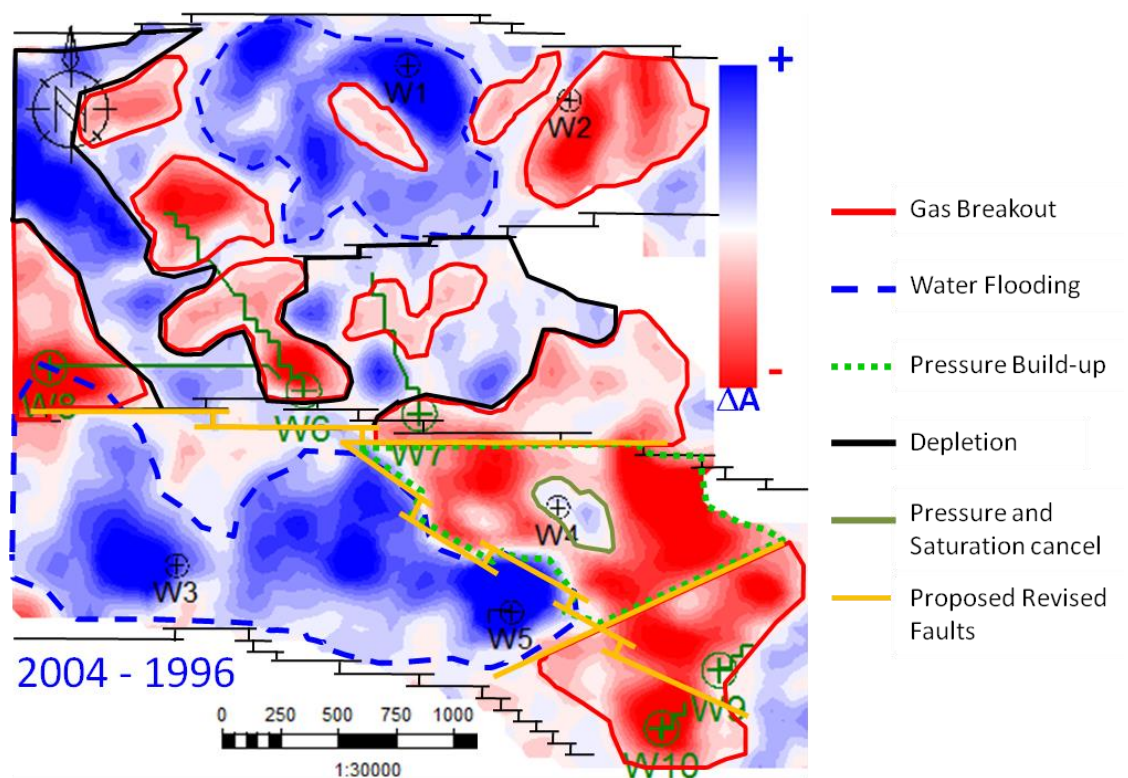 W1
W2
+
-
ΔA
W8
W6
W7
W4
W3
W5
W9
W10
2004 - 1996
0 250 500 750 1000
1:30000
Gas Breakout
Water Flooding
Pressure Build-up
Depletion
Pressure and
Saturation cancel
Proposed Revised
Faults